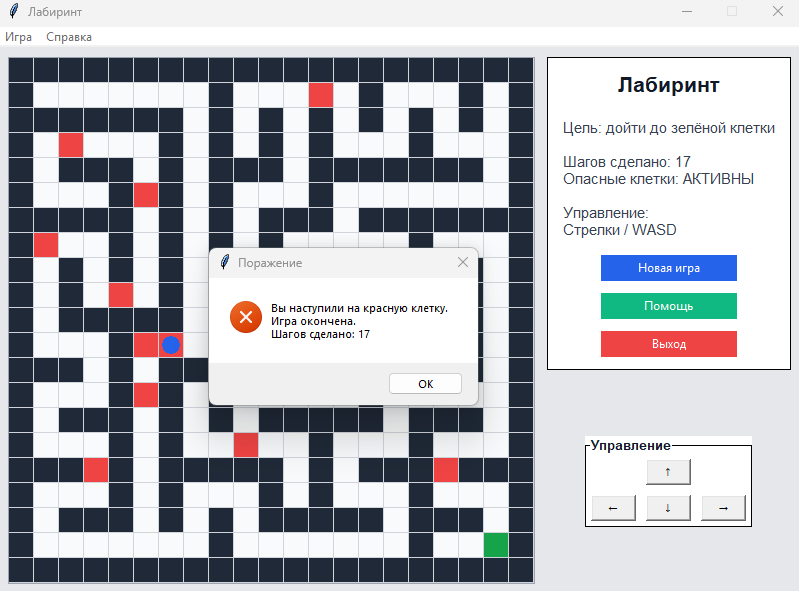 Лабиринт
Игра Справка
Лабиринт
Цель: дойти до зелёной клетки
Шагов сделано: 17
Опасные клетки: АКТИВНЫ
Управление:
Стрелки / WASD
Новая игра
Помощь
Выход
Поражение
Вы наступили на красную клетку.
Игра окончена.
Шагов сделано: 17
OK
Управление
↑
← ↓ →